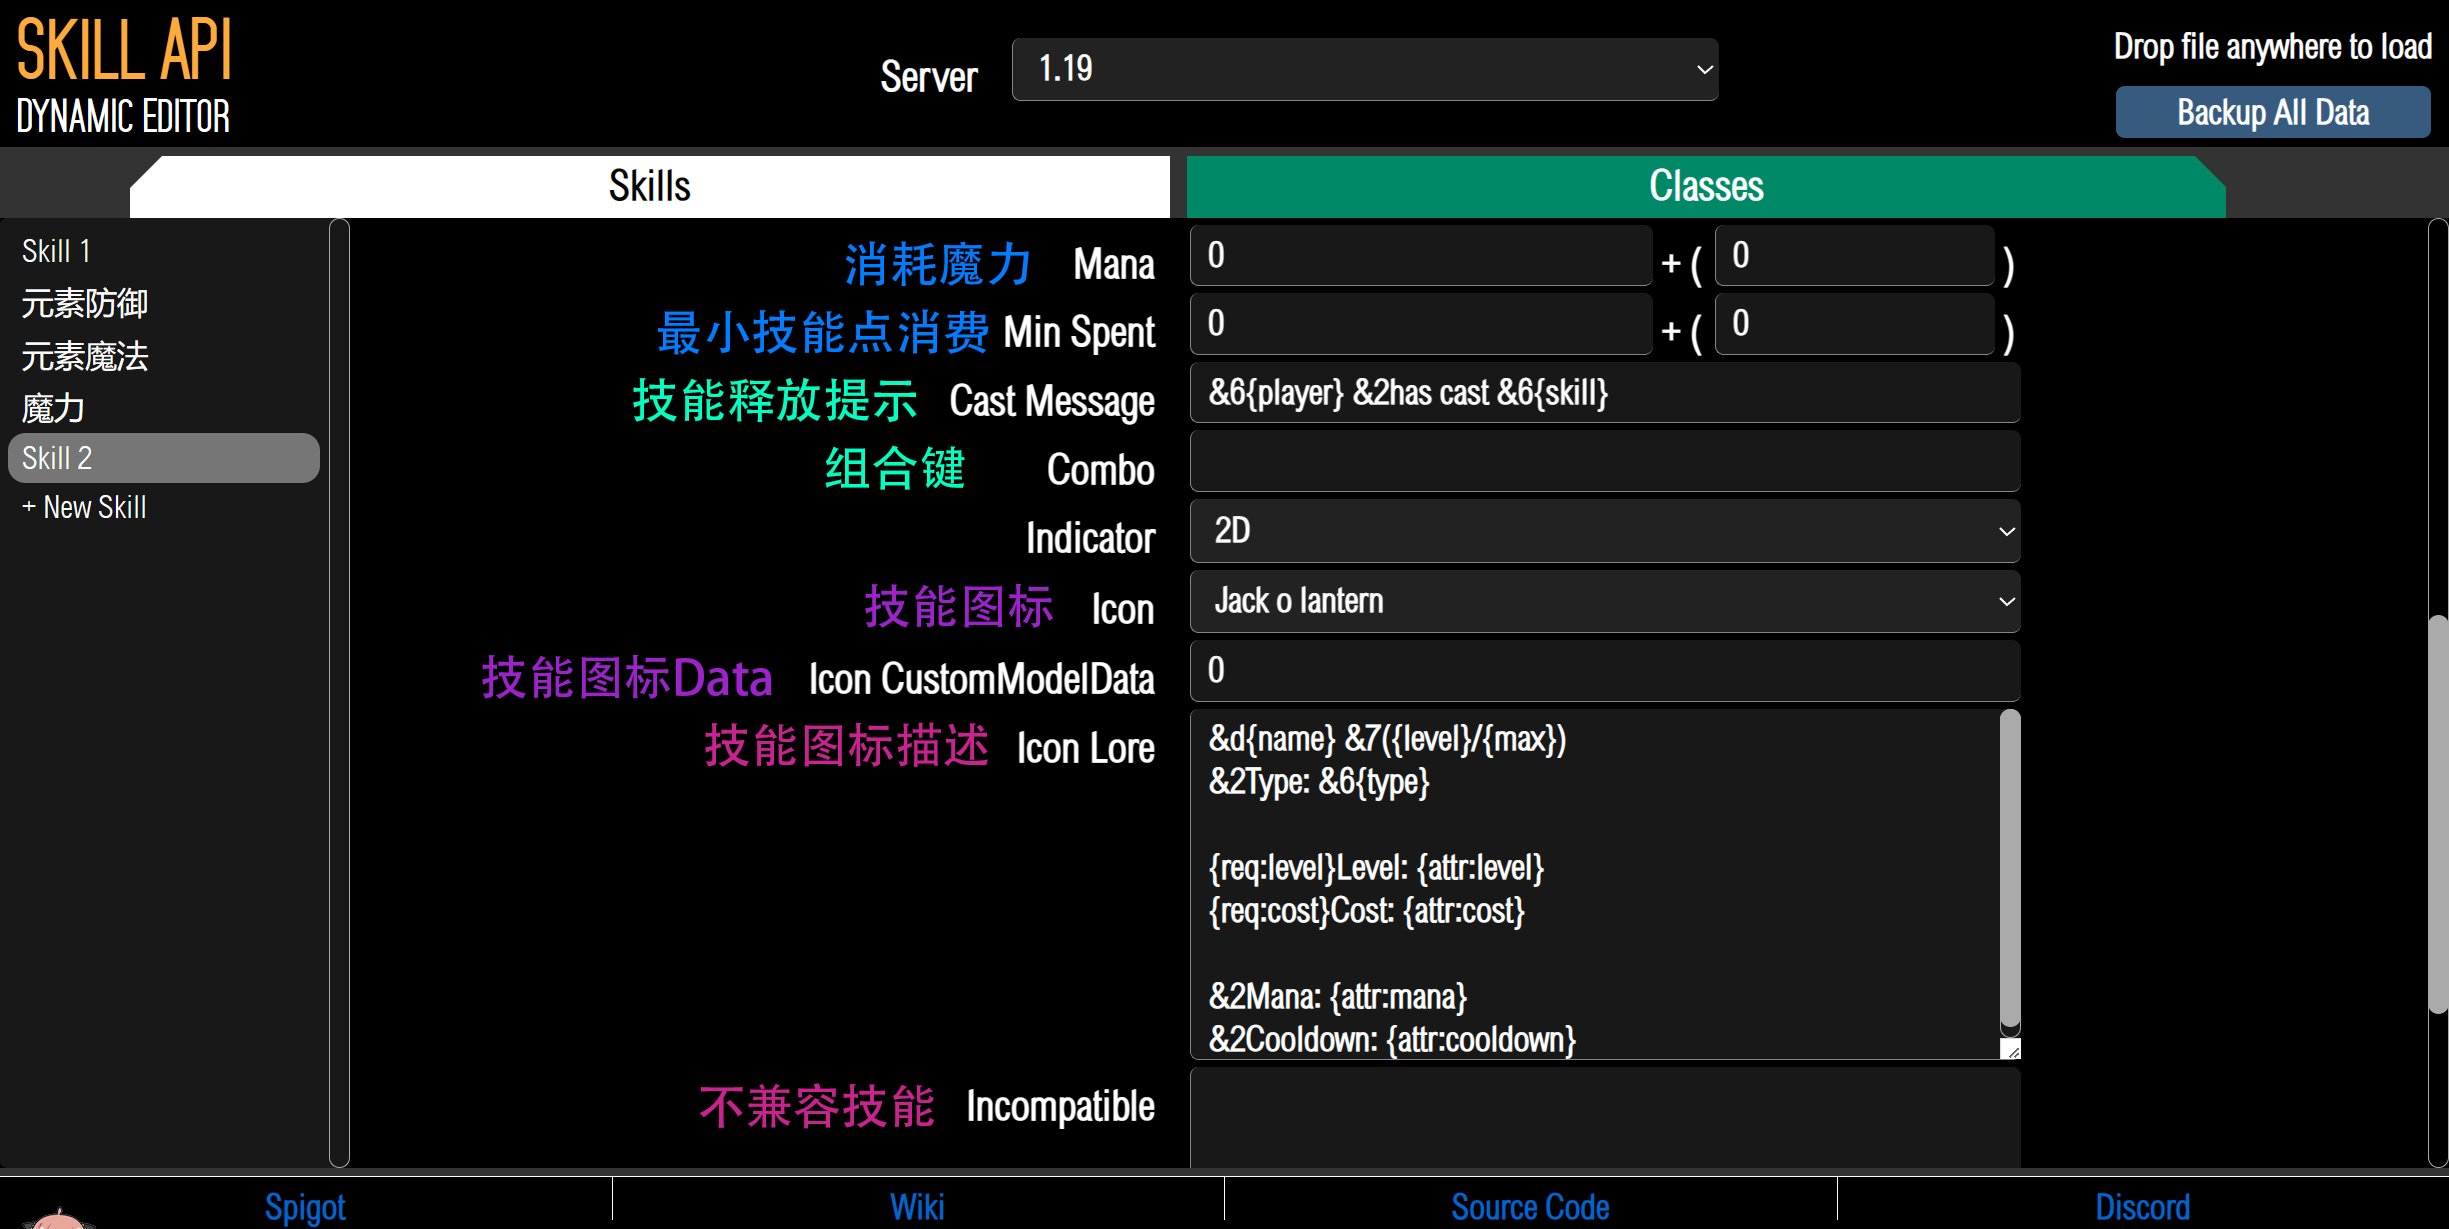 SKILL API
DYNAMIC EDITOR
Server 1.19
Drop file anywhere to load
Backup All Data
Skills
Classes
Skill 1
元素防御
元素魔法
魔力
Skill 2
+ New Skill
消耗魔力 Mana 0 + ( 0 )
最小技能点消费 Min Spent 0 + ( 0 )
技能释放提示 Cast Message &6{player} &2has cast &6{skill}
组合键 Combo
Indicator 2D
技能图标 Icon Jack o lantern
技能图标Data Icon CustomModelData 0
技能图标描述 Icon Lore
&d{name} &7({level}/{max})
&2Type: &6{type}
{req:level}Level: {attr:level}
{req:cost}Cost: {attr:cost}
&2Mana: {attr:mana}
&2Cooldown: {attr:cooldown}
不兼容技能 Incompatible
Spigot
Wiki
Source Code
Discord